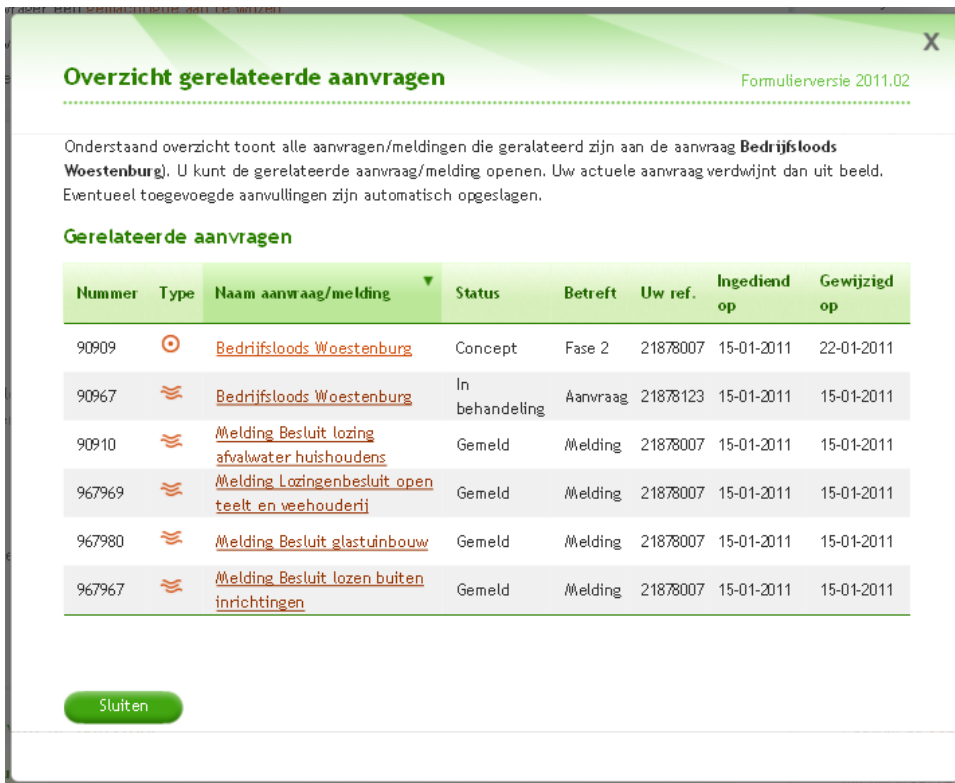 vrager een gemachtigde aan te wijzen
X
Overzicht gerelateerde aanvragen
Formulierversie 2011.02
Onderstaand overzicht toont alle aanvragen/meldingen die geralateerd zijn aan de aanvraag Bedrijfsloods
Woestenburg). U kunt de gerelateerde aanvraag/melding openen. Uw actuele aanvraag verdwijnt dan uit beeld.
Eventueel toegevoegde aanvullingen zijn automatisch opgeslagen.
Gerelateerde aanvragen
Nummer Type Naam aanvraag/melding Status Betreft Uw ref. Ingediend op Gewijzigd op
90909 Bedrijfsloods Woestenburg Concept Fase 2 21878007 15-01-2011 22-01-2011
90967 Bedrijfsloods Woestenburg In behandeling Aanvraag 21878123 15-01-2011 15-01-2011
90910 Melding Besluit lozing afvalwater huishoudens Gemeld Melding 21878007 15-01-2011 15-01-2011
967969 Melding Lozingenbesluit open teelt en veehouderij Gemeld Melding 21878007 15-01-2011 15-01-2011
967980 Melding Besluit glastuinbouw Gemeld Melding 21878007 15-01-2011 15-01-2011
967967 Melding Besluit lozen buiten inrichtingen Gemeld Melding 21878007 15-01-2011 15-01-2011
Sluiten